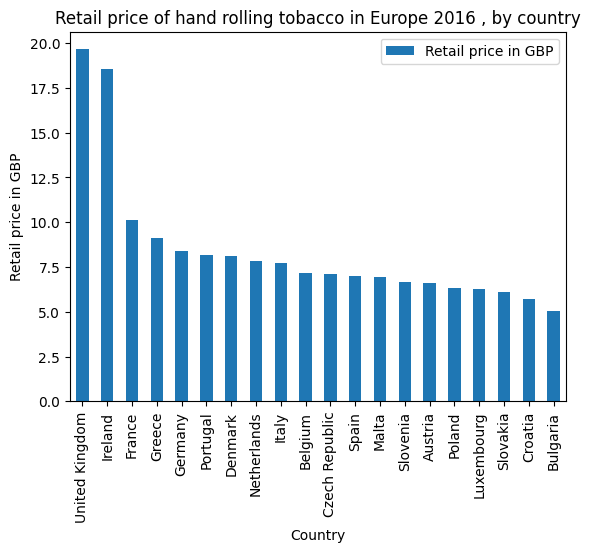 Retail price of hand rolling tobacco in Europe 2016 , by country
Retail price in GBP
Retail price in GBP
20.0
17.5
15.0
12.5
10.0
7.5
5.0
2.5
0.0
United Kingdom
Ireland
France
Greece
Germany
Portugal
Denmark
Netherlands
Italy
Belgium
Czech Republic
Spain
Malta
Slovenia
Austria
Poland
Luxembourg
Slovakia
Croatia
Bulgaria
Country